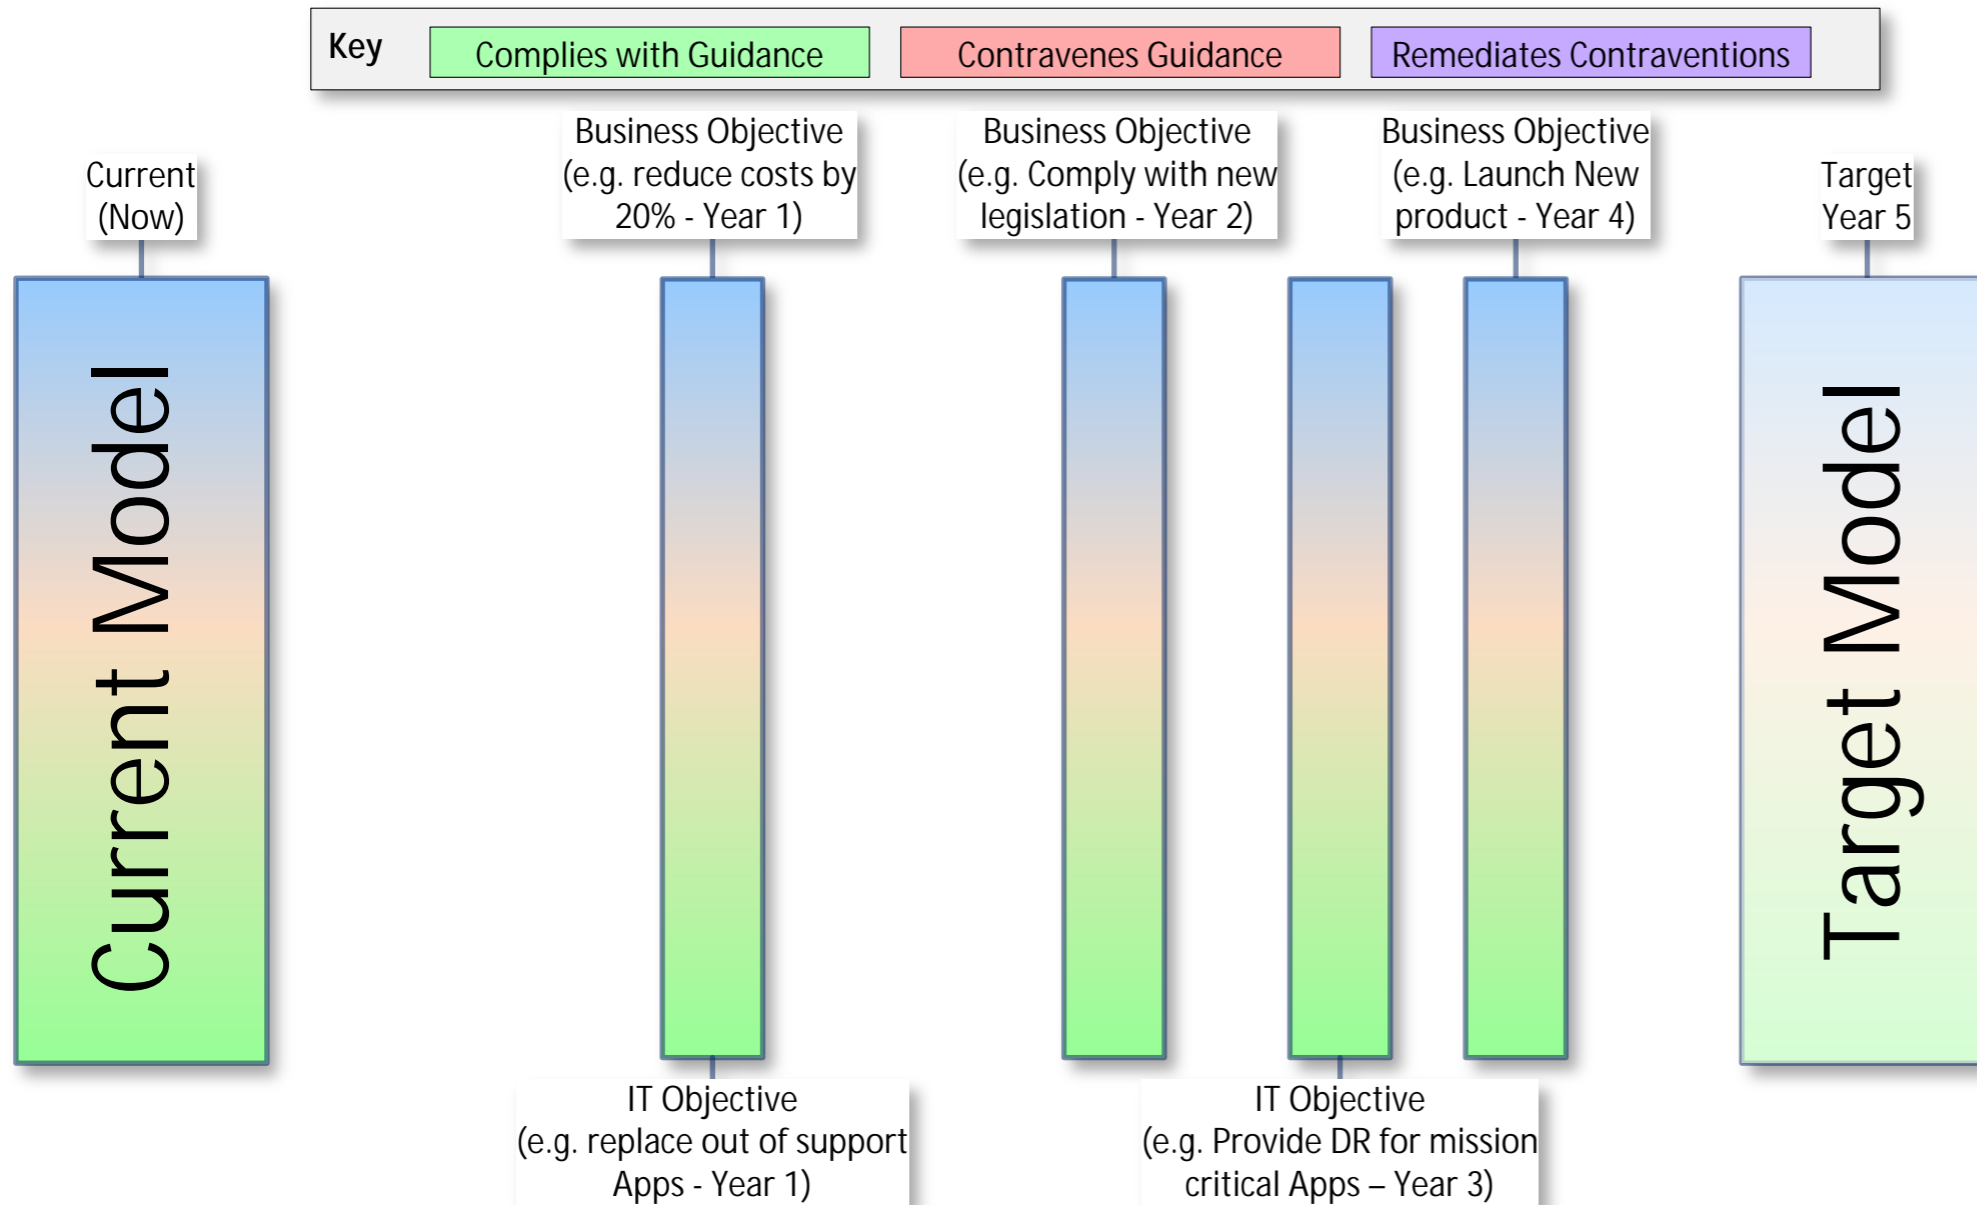 Key
Complies with Guidance
Contravenes Guidance
Remediates Contraventions
Current
(Now)
Business Objective
(e.g. reduce costs by
20% - Year 1)
Business Objective
(e.g. Comply with new
legislation - Year 2)
Business Objective
(e.g. Launch New
product - Year 4)
Target
Year 5
Current Model
Target Model
IT Objective
(e.g. replace out of support
Apps - Year 1)
IT Objective
(e.g. Provide DR for mission
critical Apps – Year 3)